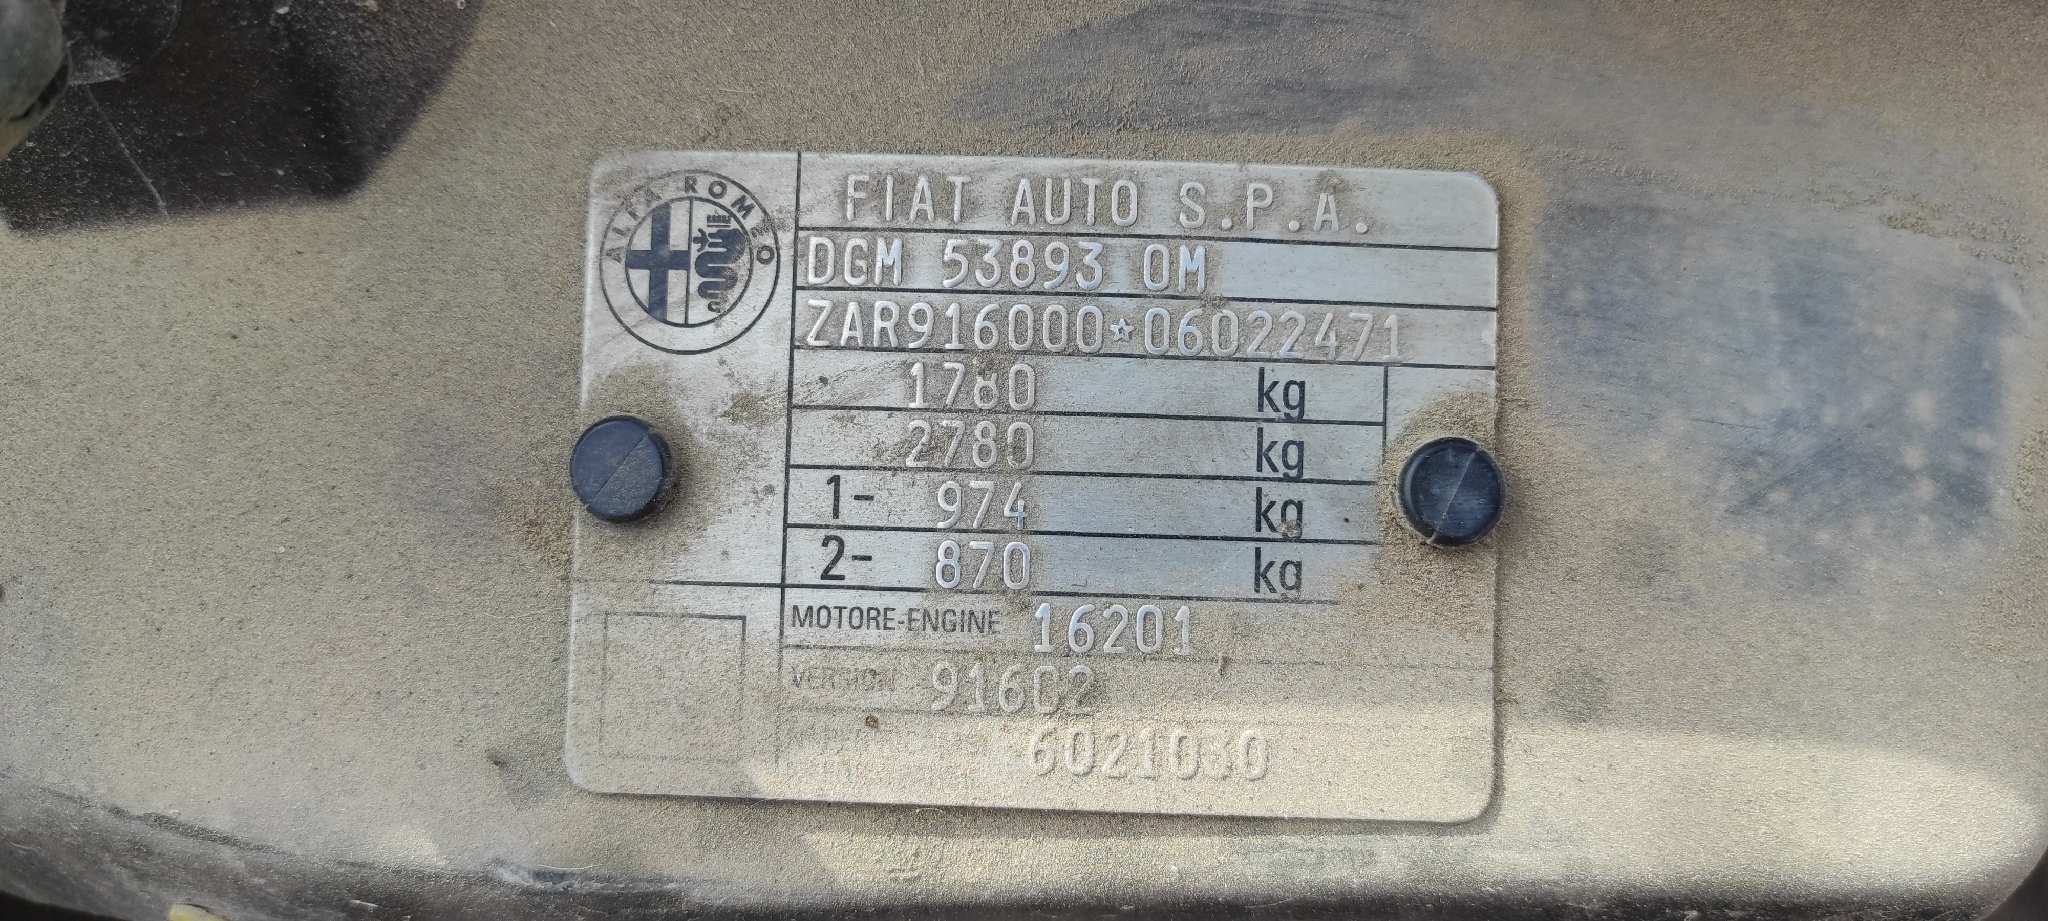 ALFA ROMEO
FIAT AUTO S.P.A.
DGM 53893 OM
ZAR916000*06022471
1780 kg
2780 kg
1- 974 kg
2- 870 kg
MOTORE-ENGINE 16201
VERSION 916C2
6021030